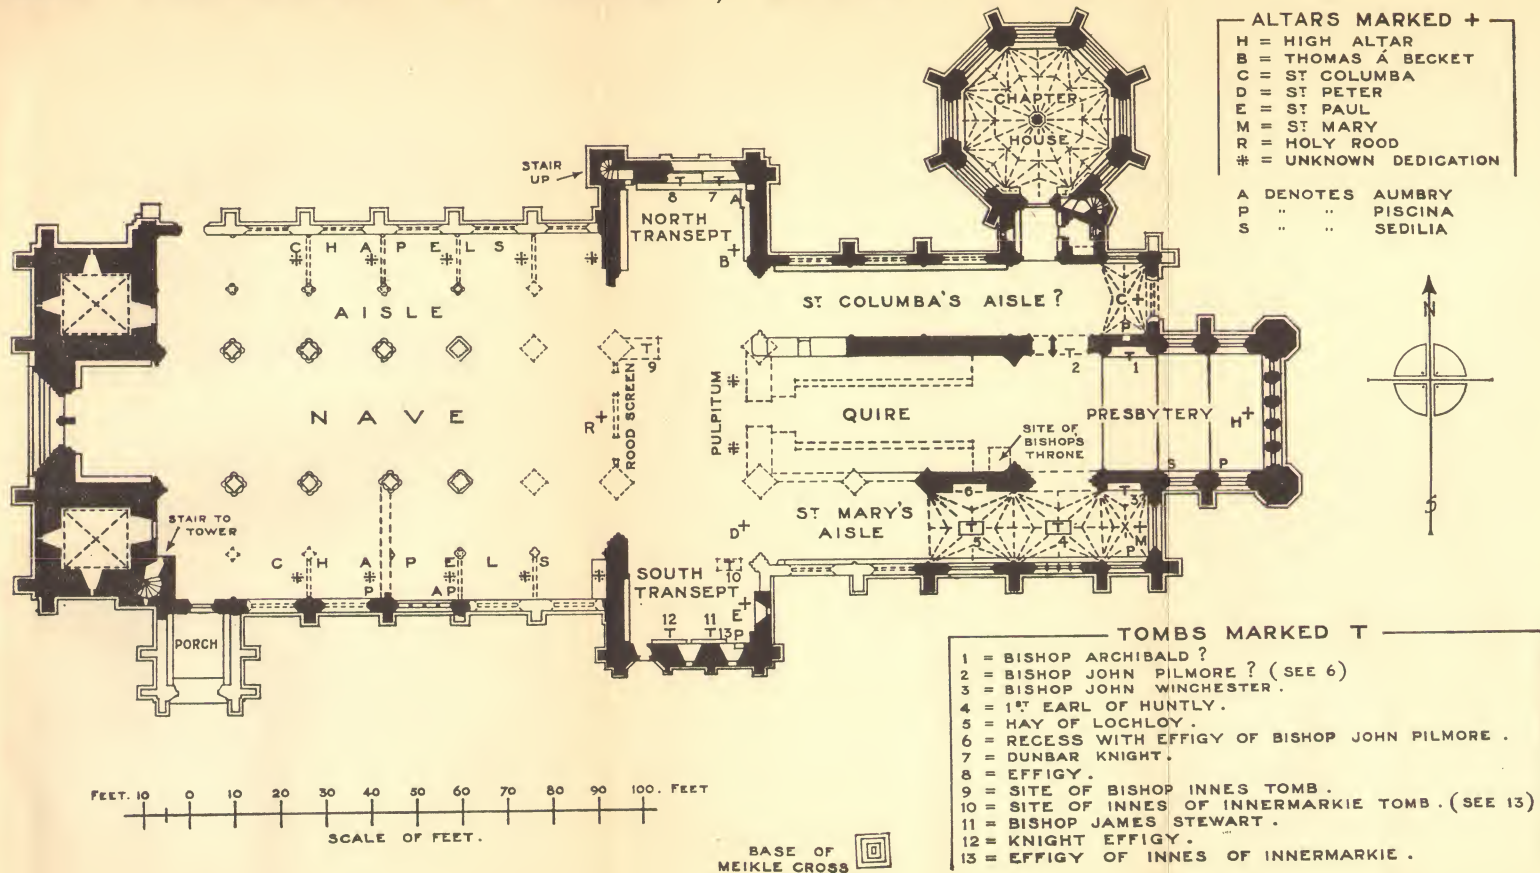 ALTARS MARKED +
H = HIGH ALTAR
B = THOMAS Á BECKET
C = ST COLUMBA
D = ST PETER
E = ST PAUL
M = ST MARY
R = HOLY ROOD
⁜ = UNKNOWN DEDICATION
A DENOTES AUMBRY
P " " PISCINA
S " " SEDILIA
CHAPTER
HOUSE
STAIR
UP
8 7 A
NORTH
TRANSEPT
B +
CHAPELS
AISLE
ST COLUMBA'S AISLE ?
C +
P
T
9
T
2
T
1
N
NAVE
R +
ROOD SCREEN
PULPITUM
QUIRE
PRESBYTERY
H +
SITE OF
BISHOP'S
THRONE
S P
6
T
3
STAIR TO
TOWER
ST MARY'S
AISLE
D +
T
5
T
4
M
P
CHAPELS
P AP
SOUTH
TRANSEPT
T
10
E +
12 11
T T 13 P
PORCH
S
TOMBS MARKED T
1 = BISHOP ARCHIBALD ?
2 = BISHOP JOHN PILMORE ? (SEE 6)
3 = BISHOP JOHN WINCHESTER.
4 = 1ST EARL OF HUNTLY.
5 = HAY OF LOCHLOY.
6 = RECESS WITH EFFIGY OF BISHOP JOHN PILMORE.
7 = DUNBAR KNIGHT.
8 = EFFIGY.
9 = SITE OF BISHOP INNES TOMB.
10 = SITE OF INNES OF INNERMARKIE TOMB. (SEE 13)
11 = BISHOP JAMES STEWART.
12 = KNIGHT EFFIGY.
13 = EFFIGY OF INNES OF INNERMARKIE.
FEET. 10 0 10 20 30 40 50 60 70 80 90 100. FEET
SCALE OF FEET.
BASE OF
MEIKLE CROSS